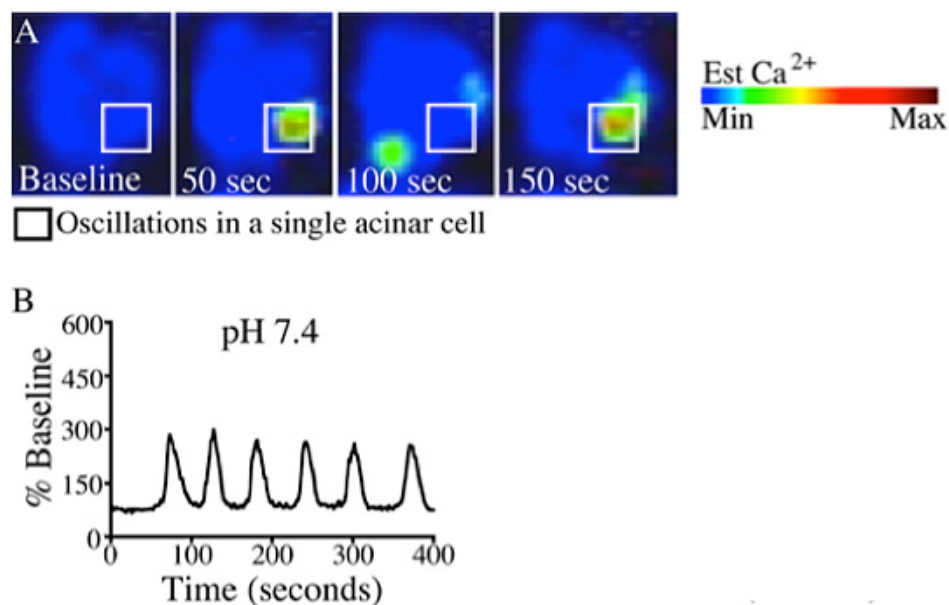 A
Baseline
50 sec
100 sec
150 sec
Est Ca²⁺
Min Max
Oscillations in a single acinar cell
B
pH 7.4
% Baseline
600
450
300
150
0
0 100 200 300 400
Time (seconds)